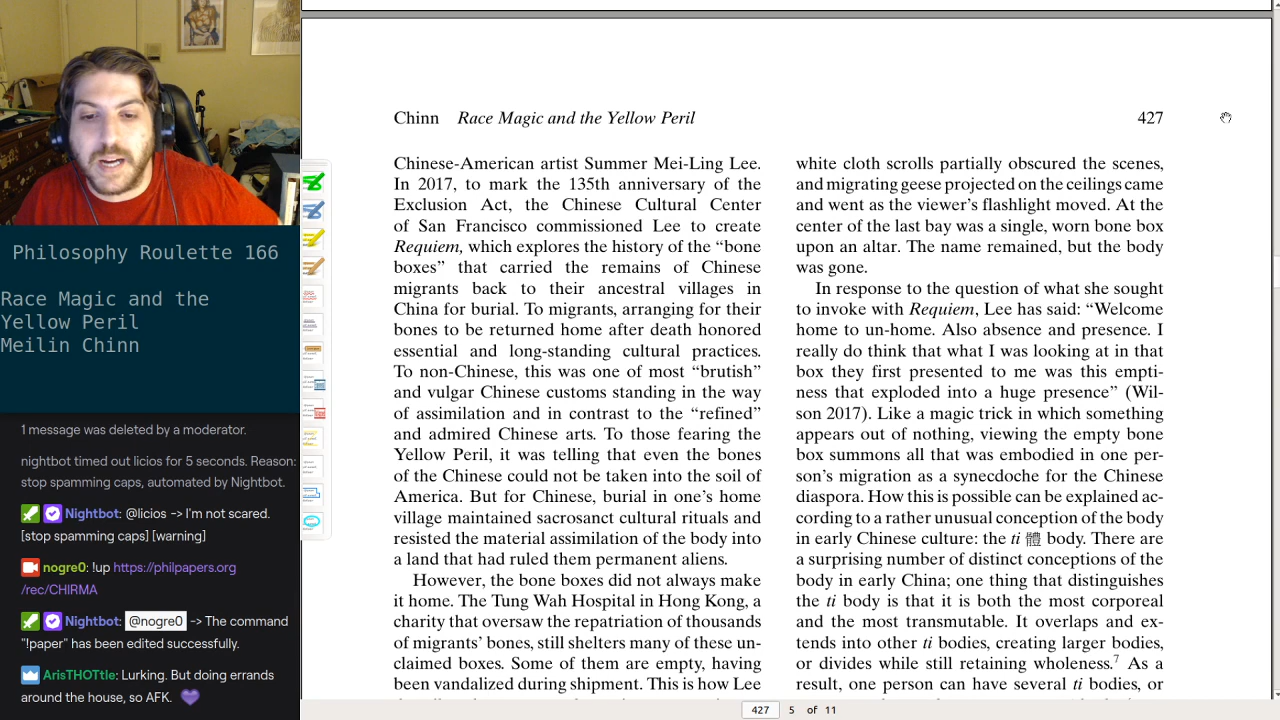 Philosophy Roulette 166
Race Magic and the
Yellow Peril
Meilin Chinn
1 message was deleted by a moderator.
nightbot timed out licios for 5 seconds. Reason:
stop spamming caps, automated by Nightbot.
Nightbot: @licios -> I'm not scared.
[stop spamming caps] [warning]
nogre0: !up https://philpapers.org
/rec/CHIRMA
Nightbot: @nogre0 -> The command
"!paper" has been edited successfully.
ArisTHOTtle: Lurking. But doing errands
around the house, so AFK.
Chinn Race Magic and the Yellow Peril 427
Chinese-American artist Summer Mei-Ling Lee.
In 2017, to mark the 135th anniversary of the
Exclusion Act, the Chinese Cultural Center
of San Francisco commissioned Lee to create
Requiem, which explores the history of the “bone
boxes” that carried the remains of Chinese
migrants back to their ancestral villages in
China for burial. To migrants, arranging for their
bones to be returned home after death honored
essential and long-standing cultural practices.
To non-Chinese, this was one of most “brutish
and vulgar Chinese customs staring in the face
of assimilation and in contrast to the “refined”
and admired Chinese art. To those fearing the
Yellow Peril, it was telling that even the bones
of the Chinese could not be taken into the soil of
America. But for Chinese, burial in one’s home
village maintained sacrosanct cultural rituals and
resisted the material assimilation of the body into
a land that had ruled them permanent aliens.
However, the bone boxes did not always make
it home. The Tung Wah Hospital in Hong Kong, a
charity that oversaw the repatriation of thousands
of migrants’ bones, still shelters many of these un-
claimed boxes. Some of them are empty, having
been vandalized during shipment. This is how Lee
white cloth scrolls partially obscured the scenes,
and migrating geese projected on the ceilings came
and went as the viewer’s flashlight moved. At the
center of the last bay was a single, worn bone box
upon an altar. The name remained, but the body
was gone.
In response to the question of what she sought
to invoke with Requiem, Lee has said: “Welcome
home to un-home. Also absence and presence. I
really do think that what I was looking at in that
box they first presented to me was this empti-
ness that exploded into a huge presence” (Wil-
son 2017). Like a magic trick in which something
appears out of nothing, viewing the empty bone
box summons all that was embodied in one per-
son’s migration as a synecdoche for the Chinese
diaspora. How this is possible can be explained ac-
cording to a rather unusual conception of the body
in early Chinese culture: the ti 體 body. There are
a surprising number of distinct conceptions of the
body in early China; one thing that distinguishes
the ti body is that it is both the most corporeal
and the most transmutable. It overlaps and ex-
tends into other ti bodies, creating larger bodies,
or divides while still retaining wholeness.7 As a
result, one person can have several ti bodies, or
427 5 of 11